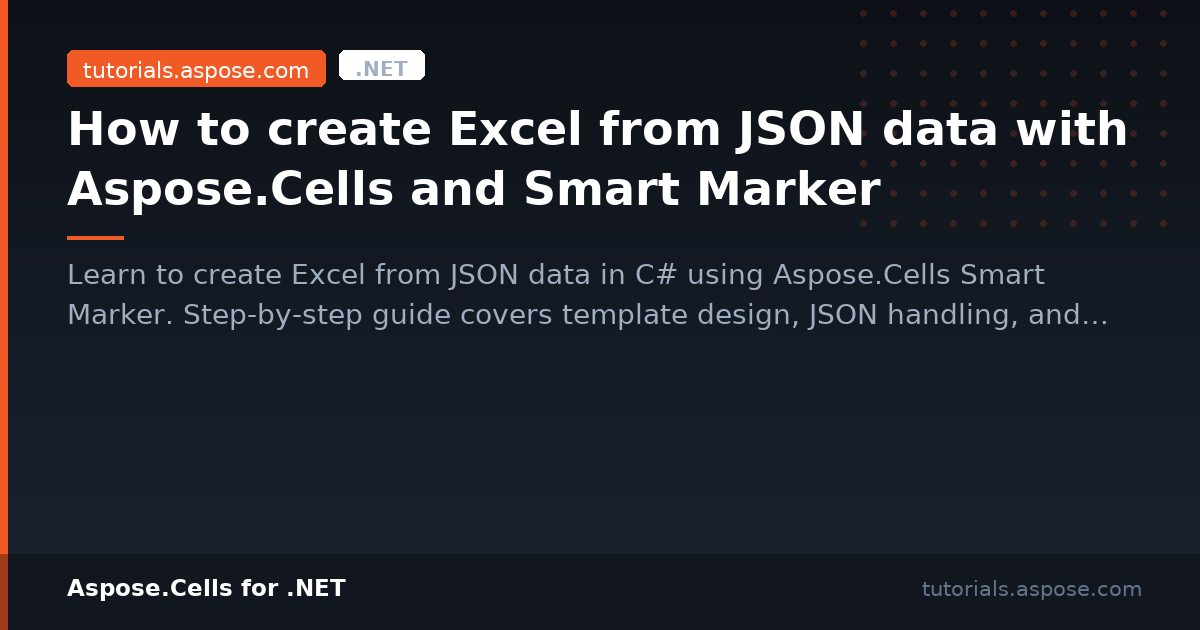 tutorials.aspose.com
.NET
How to create Excel from JSON data with
Aspose.Cells and Smart Marker
Learn to create Excel from JSON data in C# using Aspose.Cells Smart
Marker. Step-by-step guide covers template design, JSON handling, and...
Aspose.Cells for .NET
tutorials.aspose.com